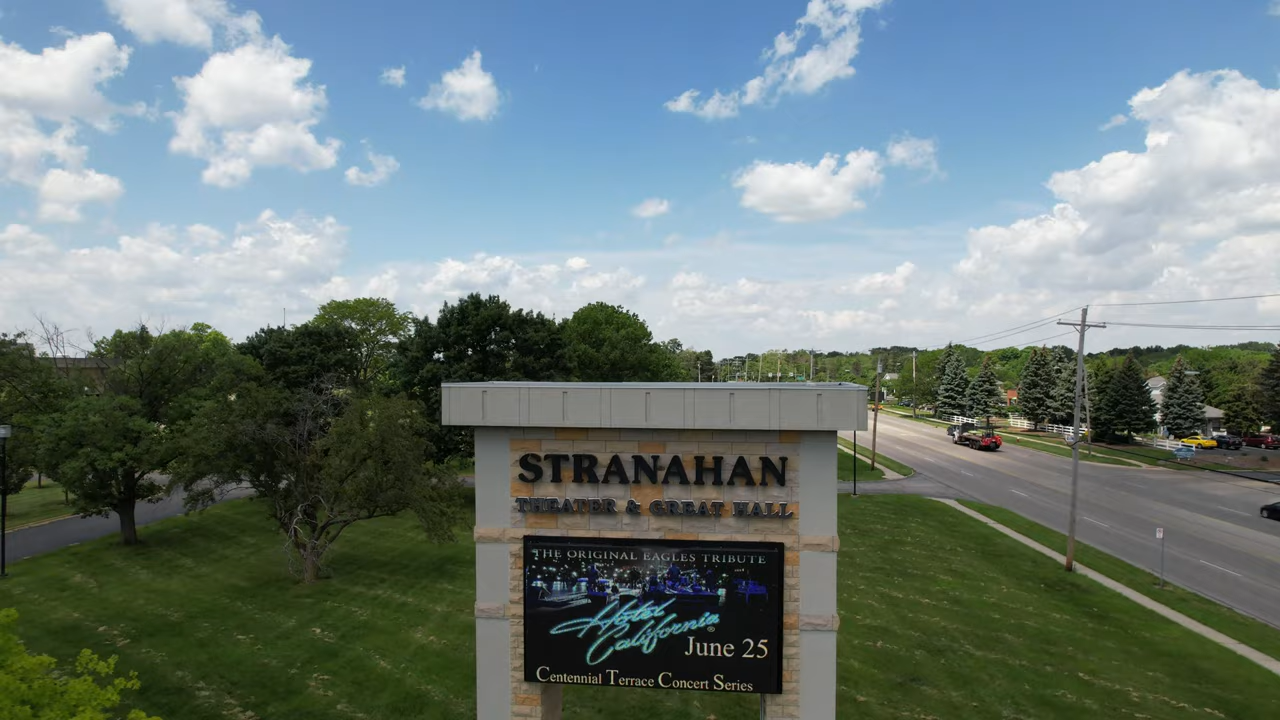 STRANAHAN
THEATER & GREAT HALL
THE ORIGINAL EAGLES TRIBUTE
Hotel
California®
June 25
Centennial Terrace Concert Series